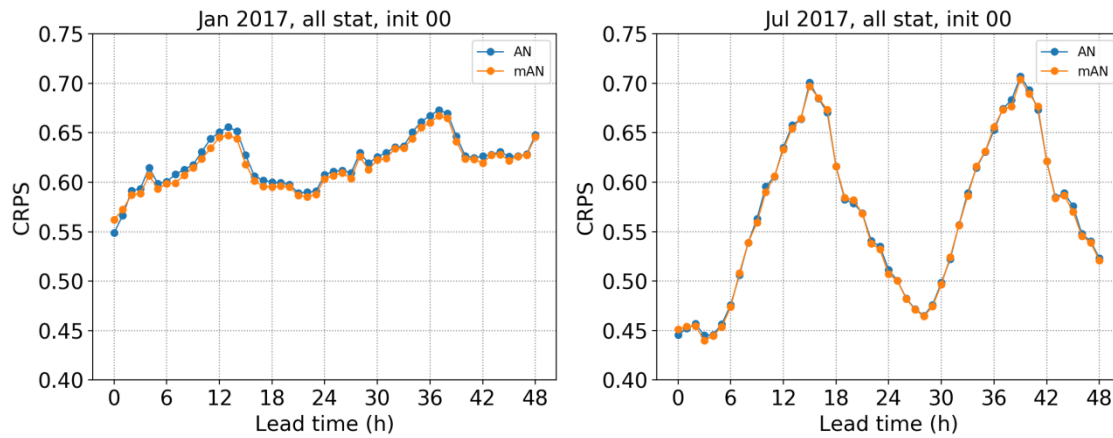 Jan 2017, all stat, init 00
0.75
0.70
0.65
0.60
0.55
0.50
0.45
0.40
CRPS
AN
mAN
0 6 12 18 24 30 36 42 48
Lead time (h)
Jul 2017, all stat, init 00
0.75
0.70
0.65
0.60
0.55
0.50
0.45
0.40
CRPS
AN
mAN
0 6 12 18 24 30 36 42 48
Lead time (h)